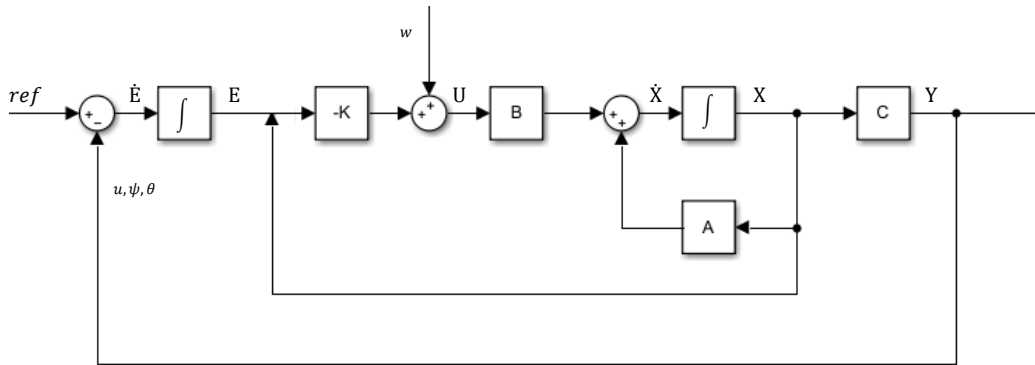 w
ref
+
−
Ė
∫
E
-K
+
+
U
B
+
+
Ẋ
∫
X
C
Y
u, ψ, θ
A